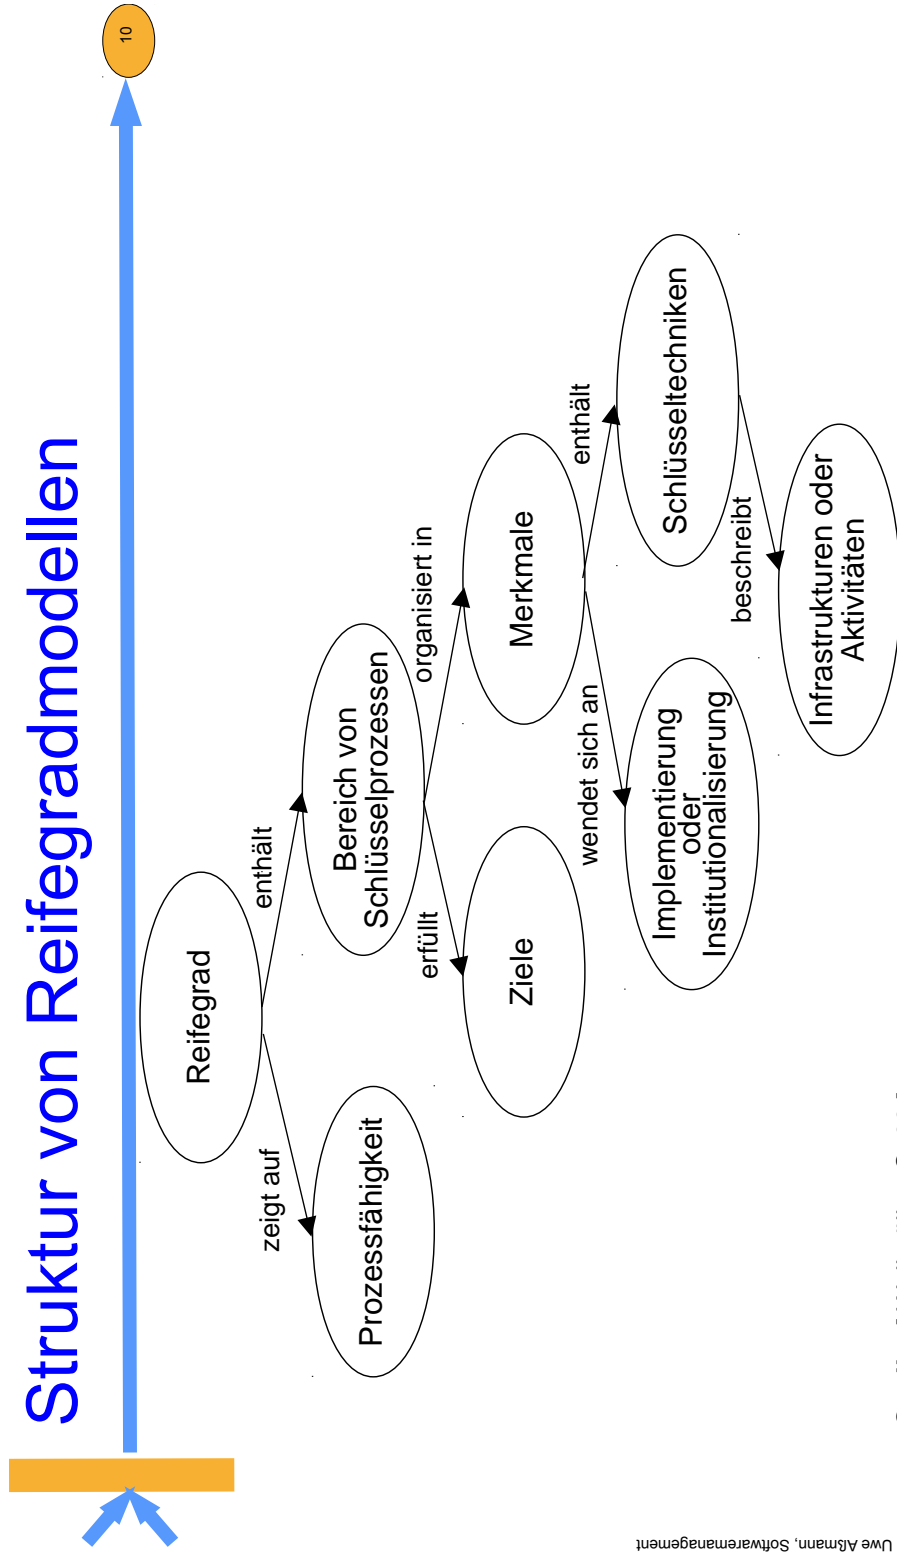 Struktur von Reifegradmodellen
10
Reifegrad
zeigt auf
enthält
Prozessfähigkeit
Bereich von
Schlüsselprozessen
erfüllt
organisiert in
Ziele
Merkmale
wendet sich an
enthält
Implementierung
oder
Institutionalisierung
Schlüsseltechniken
beschreibt
Infrastrukturen oder
Aktivitäten
Uwe Aßmann, Softwaremanagement